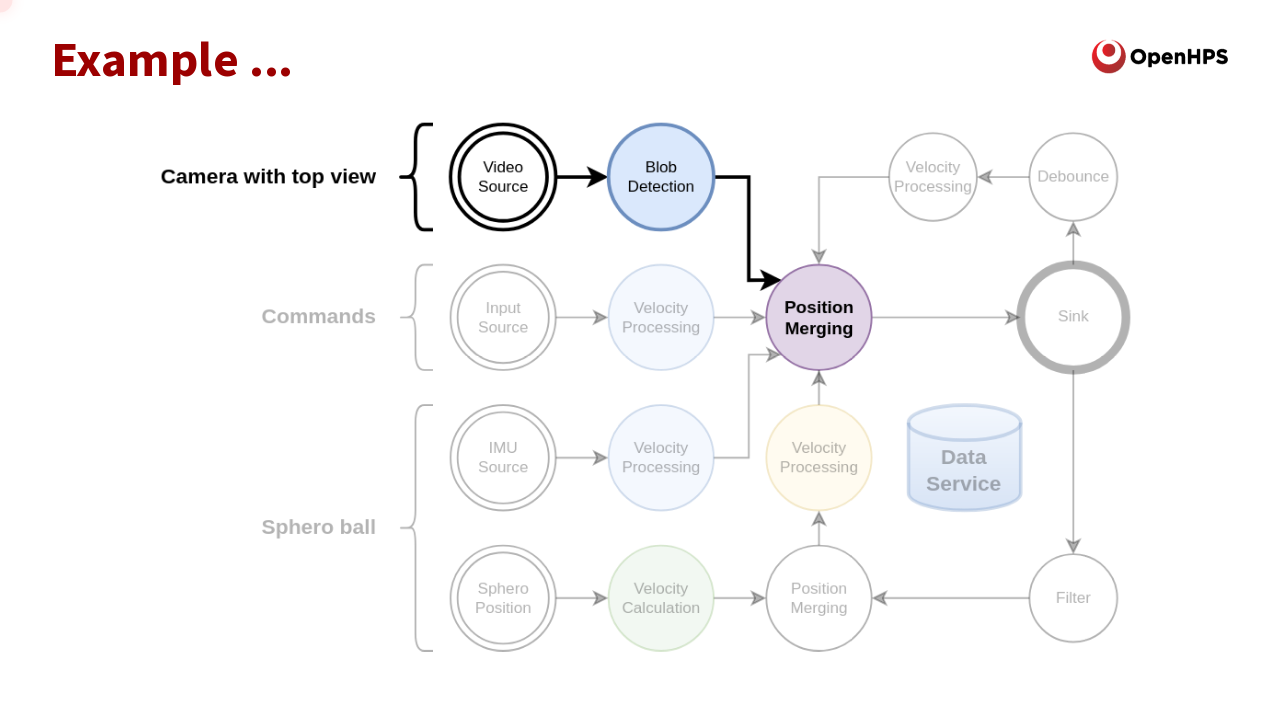 Example ...
OpenHPS
Camera with top view
Video
Source
Blob
Detection
Velocity
Processing
Debounce
Commands
Input
Source
Velocity
Processing
Position
Merging
Sink
Sphero ball
IMU
Source
Velocity
Processing
Velocity
Processing
Data
Service
Sphero
Position
Velocity
Calculation
Position
Merging
Filter